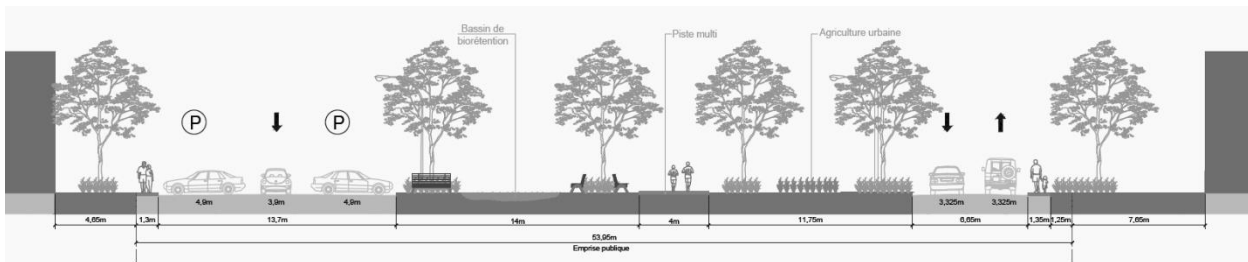 Bassin de
biorétention
Piste multi
Agriculture urbaine
P
P
4,9m
3,9m
4,9m
3,325m
3,325m
4,65m
1,3m
13,7m
14m
4m
11,75m
6,65m
1,35m
1,25m
7,65m
53,95m
Emprise publique